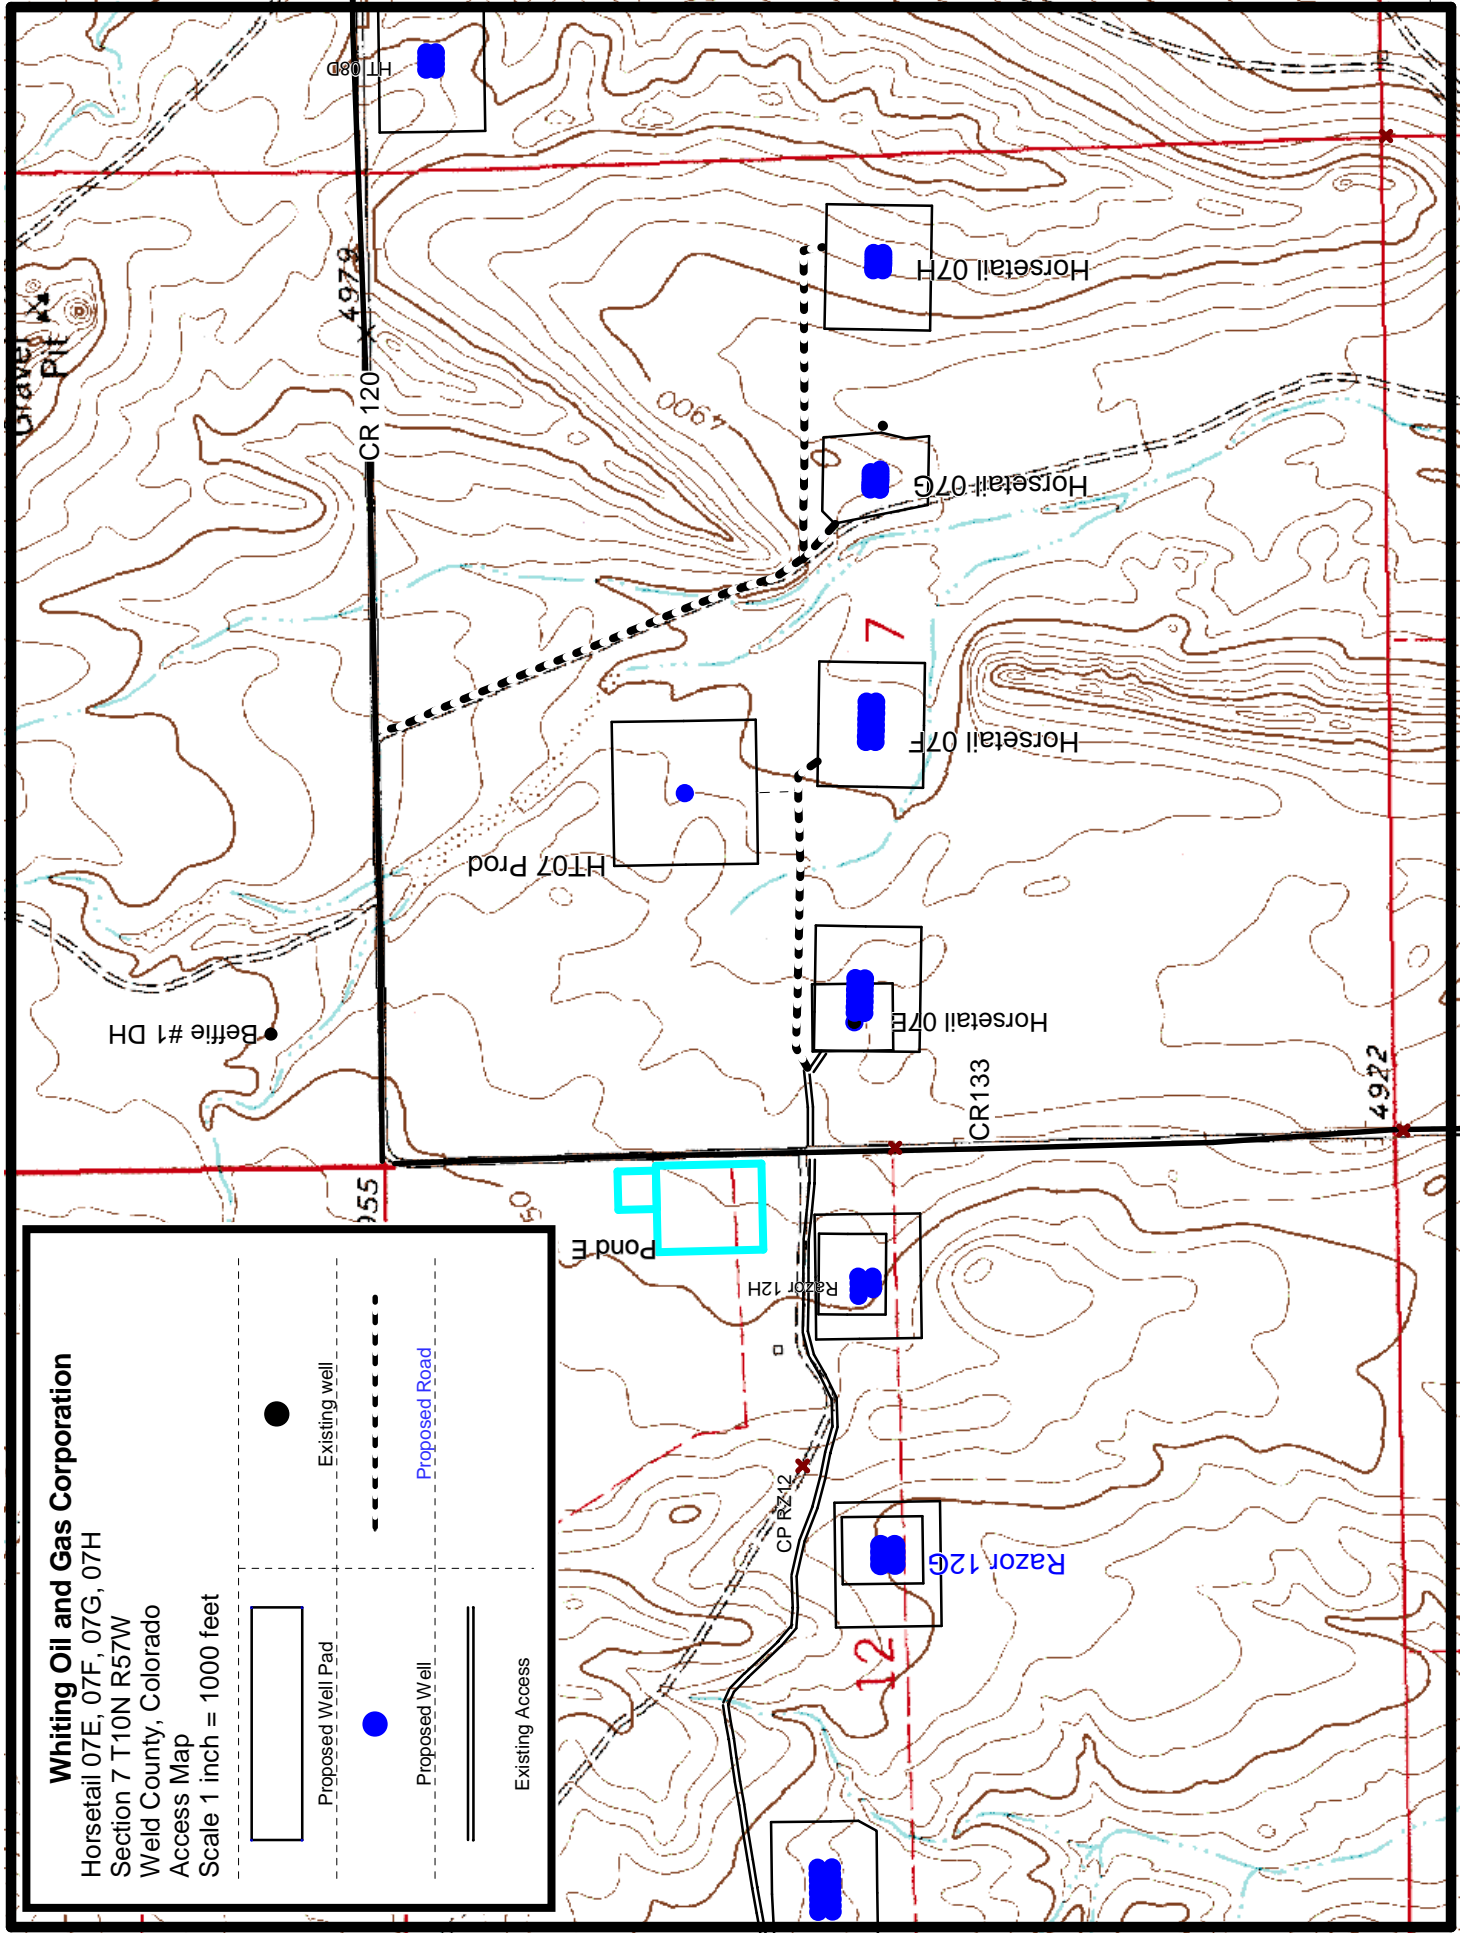 Whiting Oil and Gas Corporation
Horsetail 07E, 07F, 07G, 07H
Section 7 T10N R57W
Weld County, Colorado
Access Map
Scale 1 inch = 1000 feet
Proposed Well Pad
Existing well
Proposed Well
Proposed Road
Existing Access
HT 08D
4979
CR 120
Gravel
Pit
4900
Horsetail 07H
Horsetail 07G
7
Horsetail 07F
HT07 Prod
Horsetail 07E
Beffie #1 DH
CR133
4922
955
50
Pond E
Razor 12H
CP RZ12
Razor 12G
12